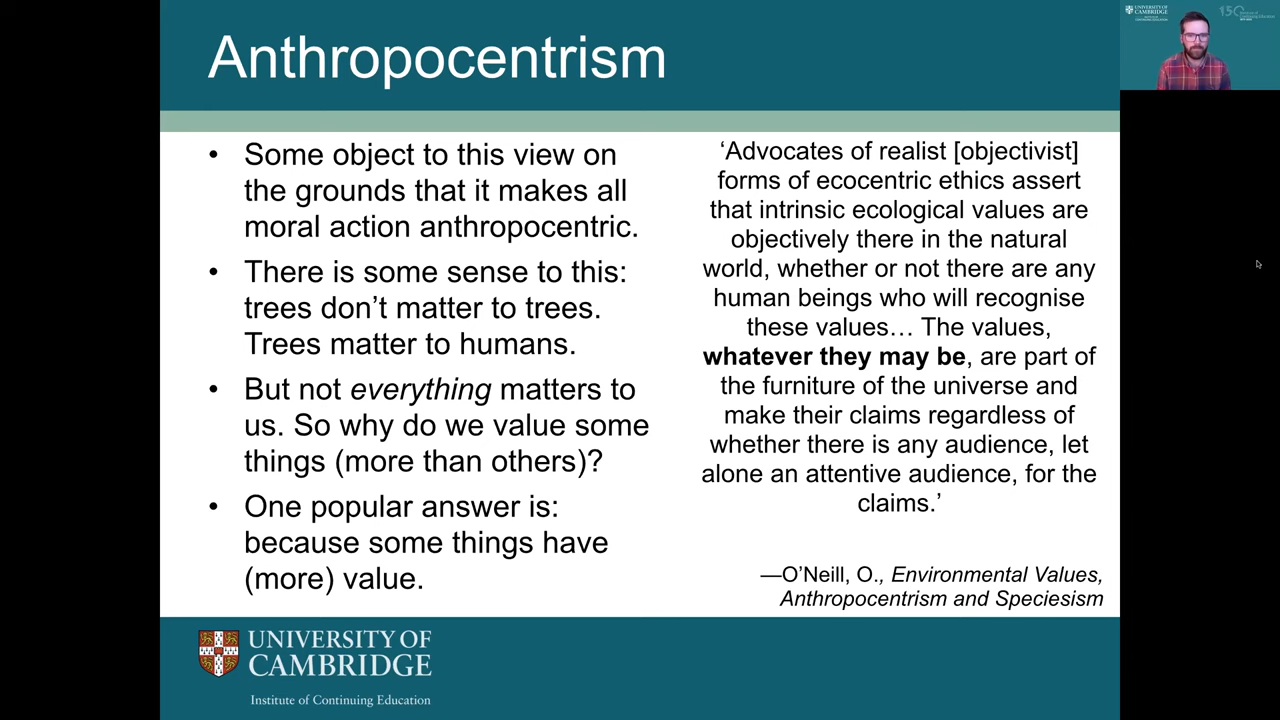 Anthropocentrism
• Some object to this view on
the grounds that it makes all
moral action anthropocentric.
• There is some sense to this:
trees don’t matter to trees.
Trees matter to humans.
• But not everything matters to
us. So why do we value some
things (more than others)?
• One popular answer is:
because some things have
(more) value.
‘Advocates of realist [objectivist]
forms of ecocentric ethics assert
that intrinsic ecological values are
objectively there in the natural
world, whether or not there are any
human beings who will recognise
these values… The values,
whatever they may be, are part of
the furniture of the universe and
make their claims regardless of
whether there is any audience, let
alone an attentive audience, for the
claims.’
—O’Neill, O., Environmental Values,
Anthropocentrism and Speciesism
UNIVERSITY OF
CAMBRIDGE
Institute of Continuing Education
UNIVERSITY OF
CAMBRIDGE
150